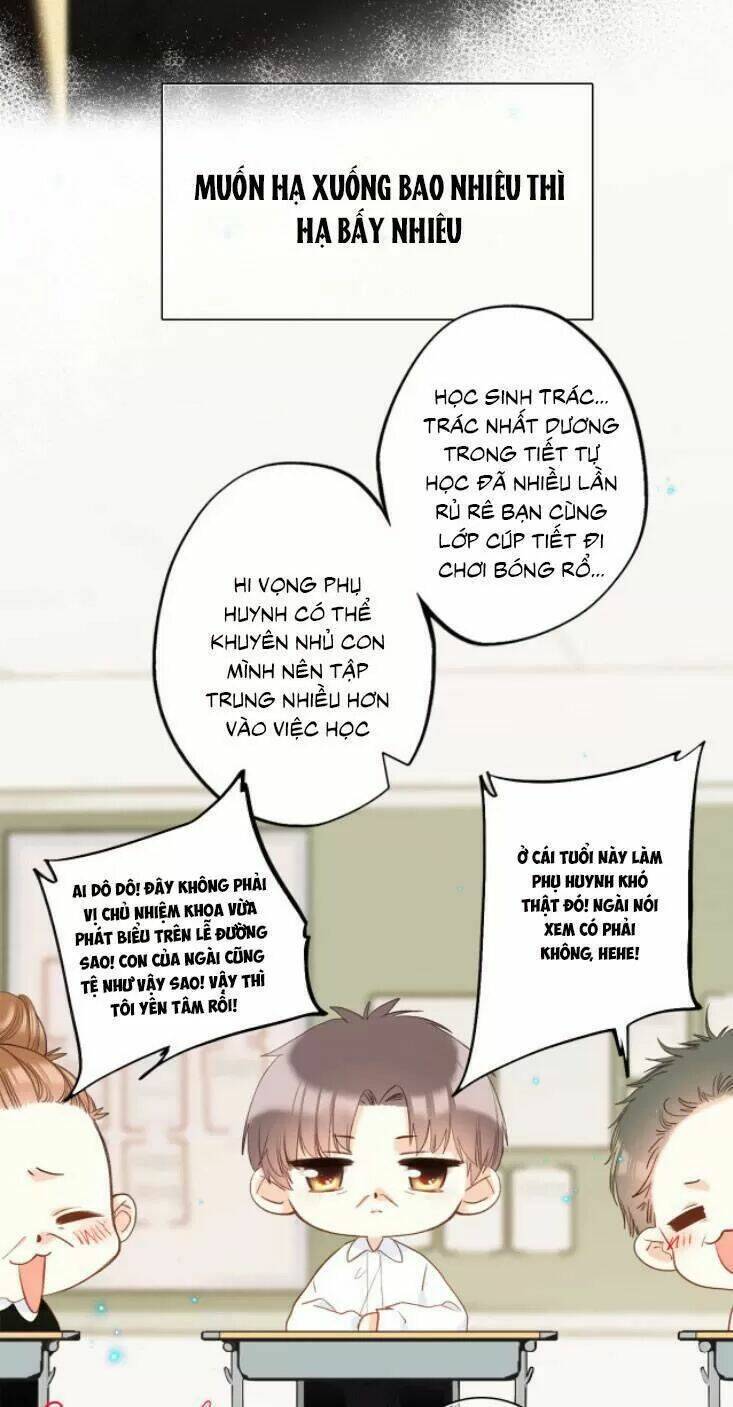 MUỐN HẠ XUỐNG BAO NHIÊU THÌ
HẠ BẤY NHIÊU
HỌC SINH TRÁC...
TRÁC NHẤT DƯƠNG
TRONG TIẾT TỰ
HỌC ĐÃ NHIỀU LẦN
RỦ RÊ BẠN CÙNG
LỚP CÚP TIẾT ĐI
CHƠI BÓNG RỔ...
HI VỌNG PHỤ
HUYNH CÓ THỂ
KHUYÊN NHỦ CON
MÌNH NÊN TẬP
TRUNG NHIỀU HƠN
VÀO VIỆC HỌC
AI DÔ DÔ! ĐÂY KHÔNG PHẢI
VỊ CHỦ NHIỆM KHOA VỪA
PHÁT BIỂU TRÊN LỄ ĐƯỜNG
SAO! CON CỦA NGÀI CŨNG
TỆ NHƯ VẬY SAO! VẬY THÌ
TÔI YÊN TÂM RỒI!
Ở CÁI TUỔI NÀY LÀM
PHỤ HUYNH KHÓ
THẬT ĐÓ! NGÀI NÓI
XEM CÓ PHẢI
KHÔNG, HEHE!